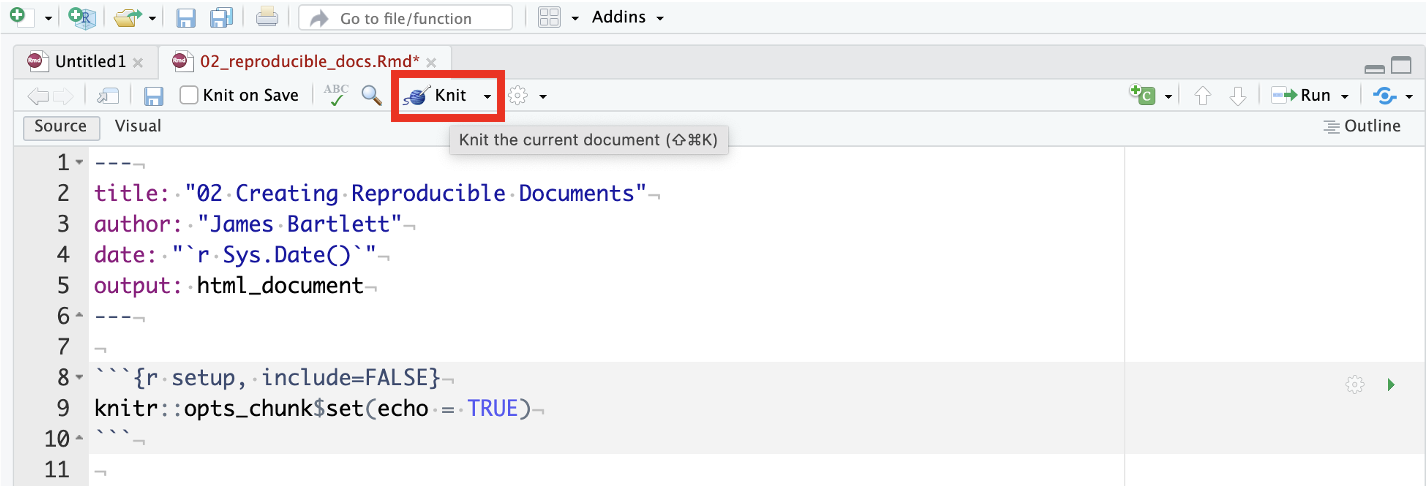 Go to file/function Addins
Untitled1 02_reproducible_docs.Rmd*
Knit on Save ABC Knit Run
Source Visual Outline
Knit the current document (⇧⌘K)
1 ---¬
2 title:·"02·Creating·Reproducible·Documents"¬
3 author:·"James·Bartlett"¬
4 date:·"`r·Sys.Date()`"¬
5 output:·html_document¬
6 ---¬
7 ¬
8 ```{r·setup,·include=FALSE}¬
9 knitr::opts_chunk$set(echo·=·TRUE)¬
10 ```¬
11 ¬